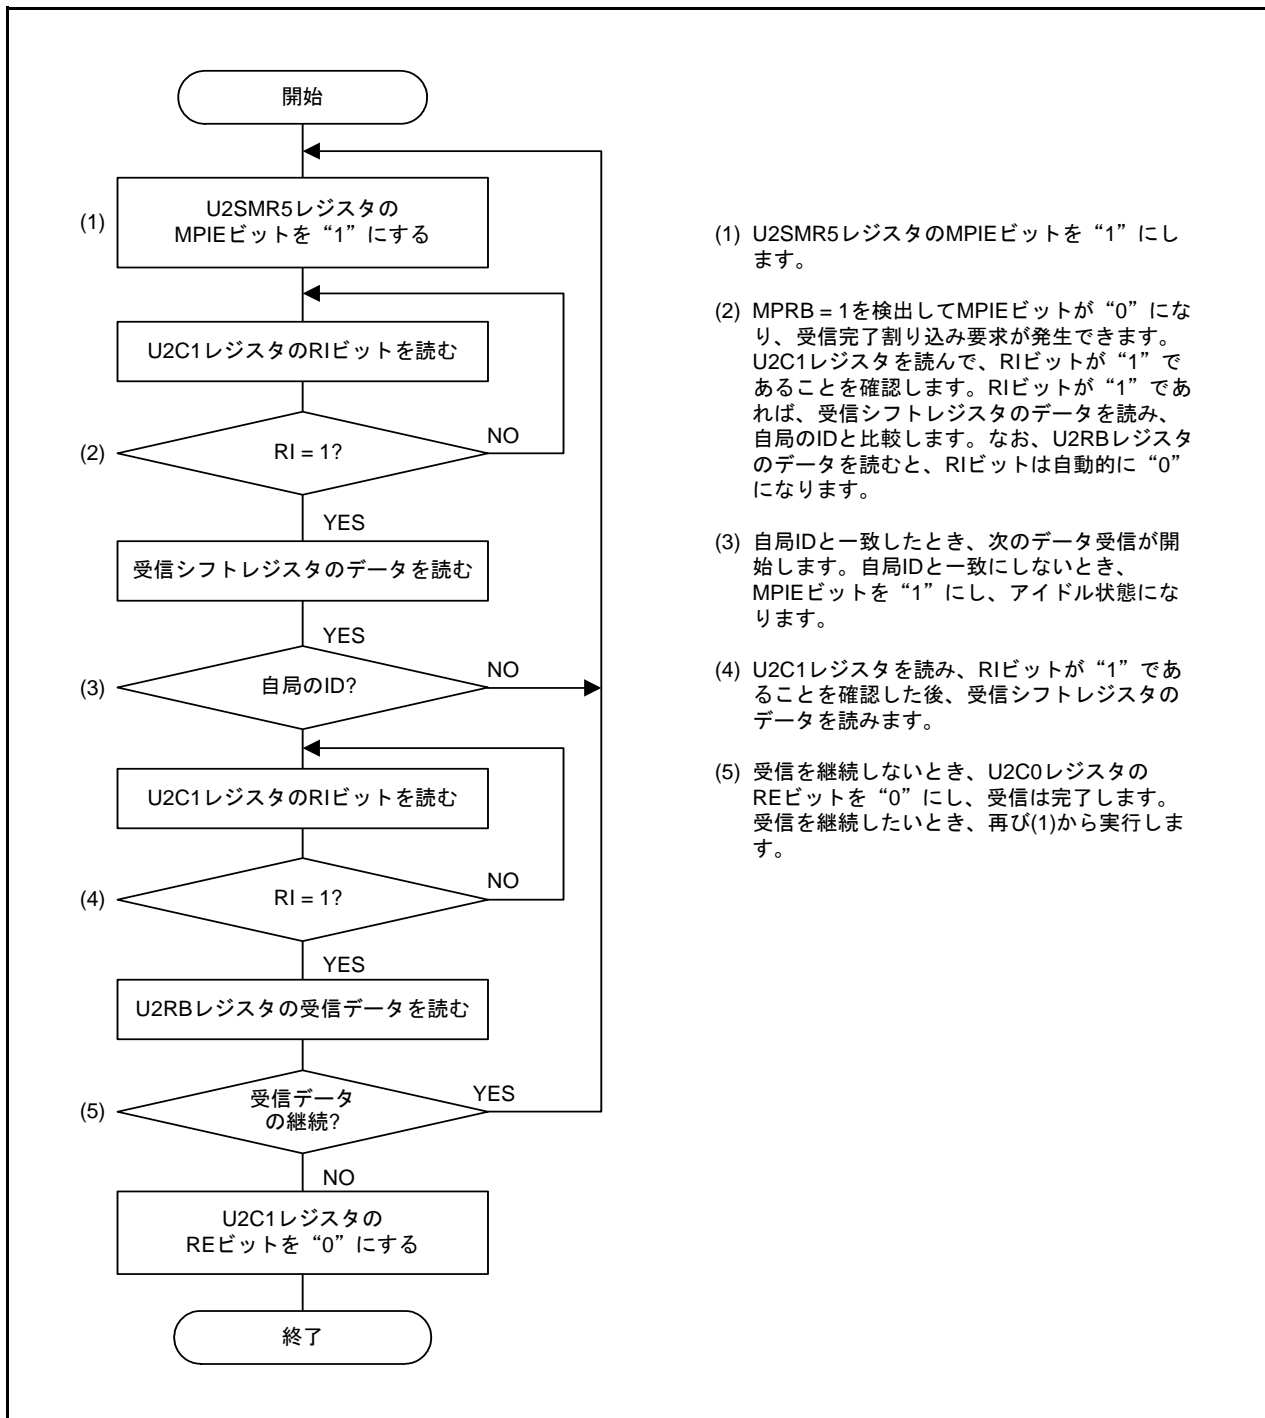 開始
(1)
U2SMR5レジスタの
MPIEビットを“1”にする
U2C1レジスタのRIビットを読む
(2)
RI = 1?
NO
YES
受信シフトレジスタのデータを読む
YES
(3)
自局のID?
NO
U2C1レジスタのRIビットを読む
(4)
RI = 1?
NO
YES
U2RBレジスタの受信データを読む
(5)
受信データ
の継続?
YES
NO
U2C1レジスタの
REビットを“0”にする
終了
(1) U2SMR5レジスタのMPIEビットを“1”にし
ます。
(2) MPRB = 1を検出してMPIEビットが“0”にな
り、受信完了割り込み要求が発生できます。
U2C1レジスタを読んで、RIビットが“1”で
あることを確認します。RIビットが“1”であ
れば、受信シフトレジスタのデータを読み、
自局のIDと比較します。なお、U2RBレジスタ
のデータを読むと、RIビットは自動的に“0”
になります。
(3) 自局IDと一致したとき、次のデータ受信が開
始します。自局IDと一致にしないとき、
MPIEビットを“1”にし、アイドル状態にな
ります。
(4) U2C1レジスタを読み、RIビットが“1”であ
ることを確認した後、受信シフトレジスタの
データを読みます。
(5) 受信を継続しないとき、U2C0レジスタの
REビットを“0”にし、受信は完了します。
受信を継続したいとき、再び(1)から実行しま
す。